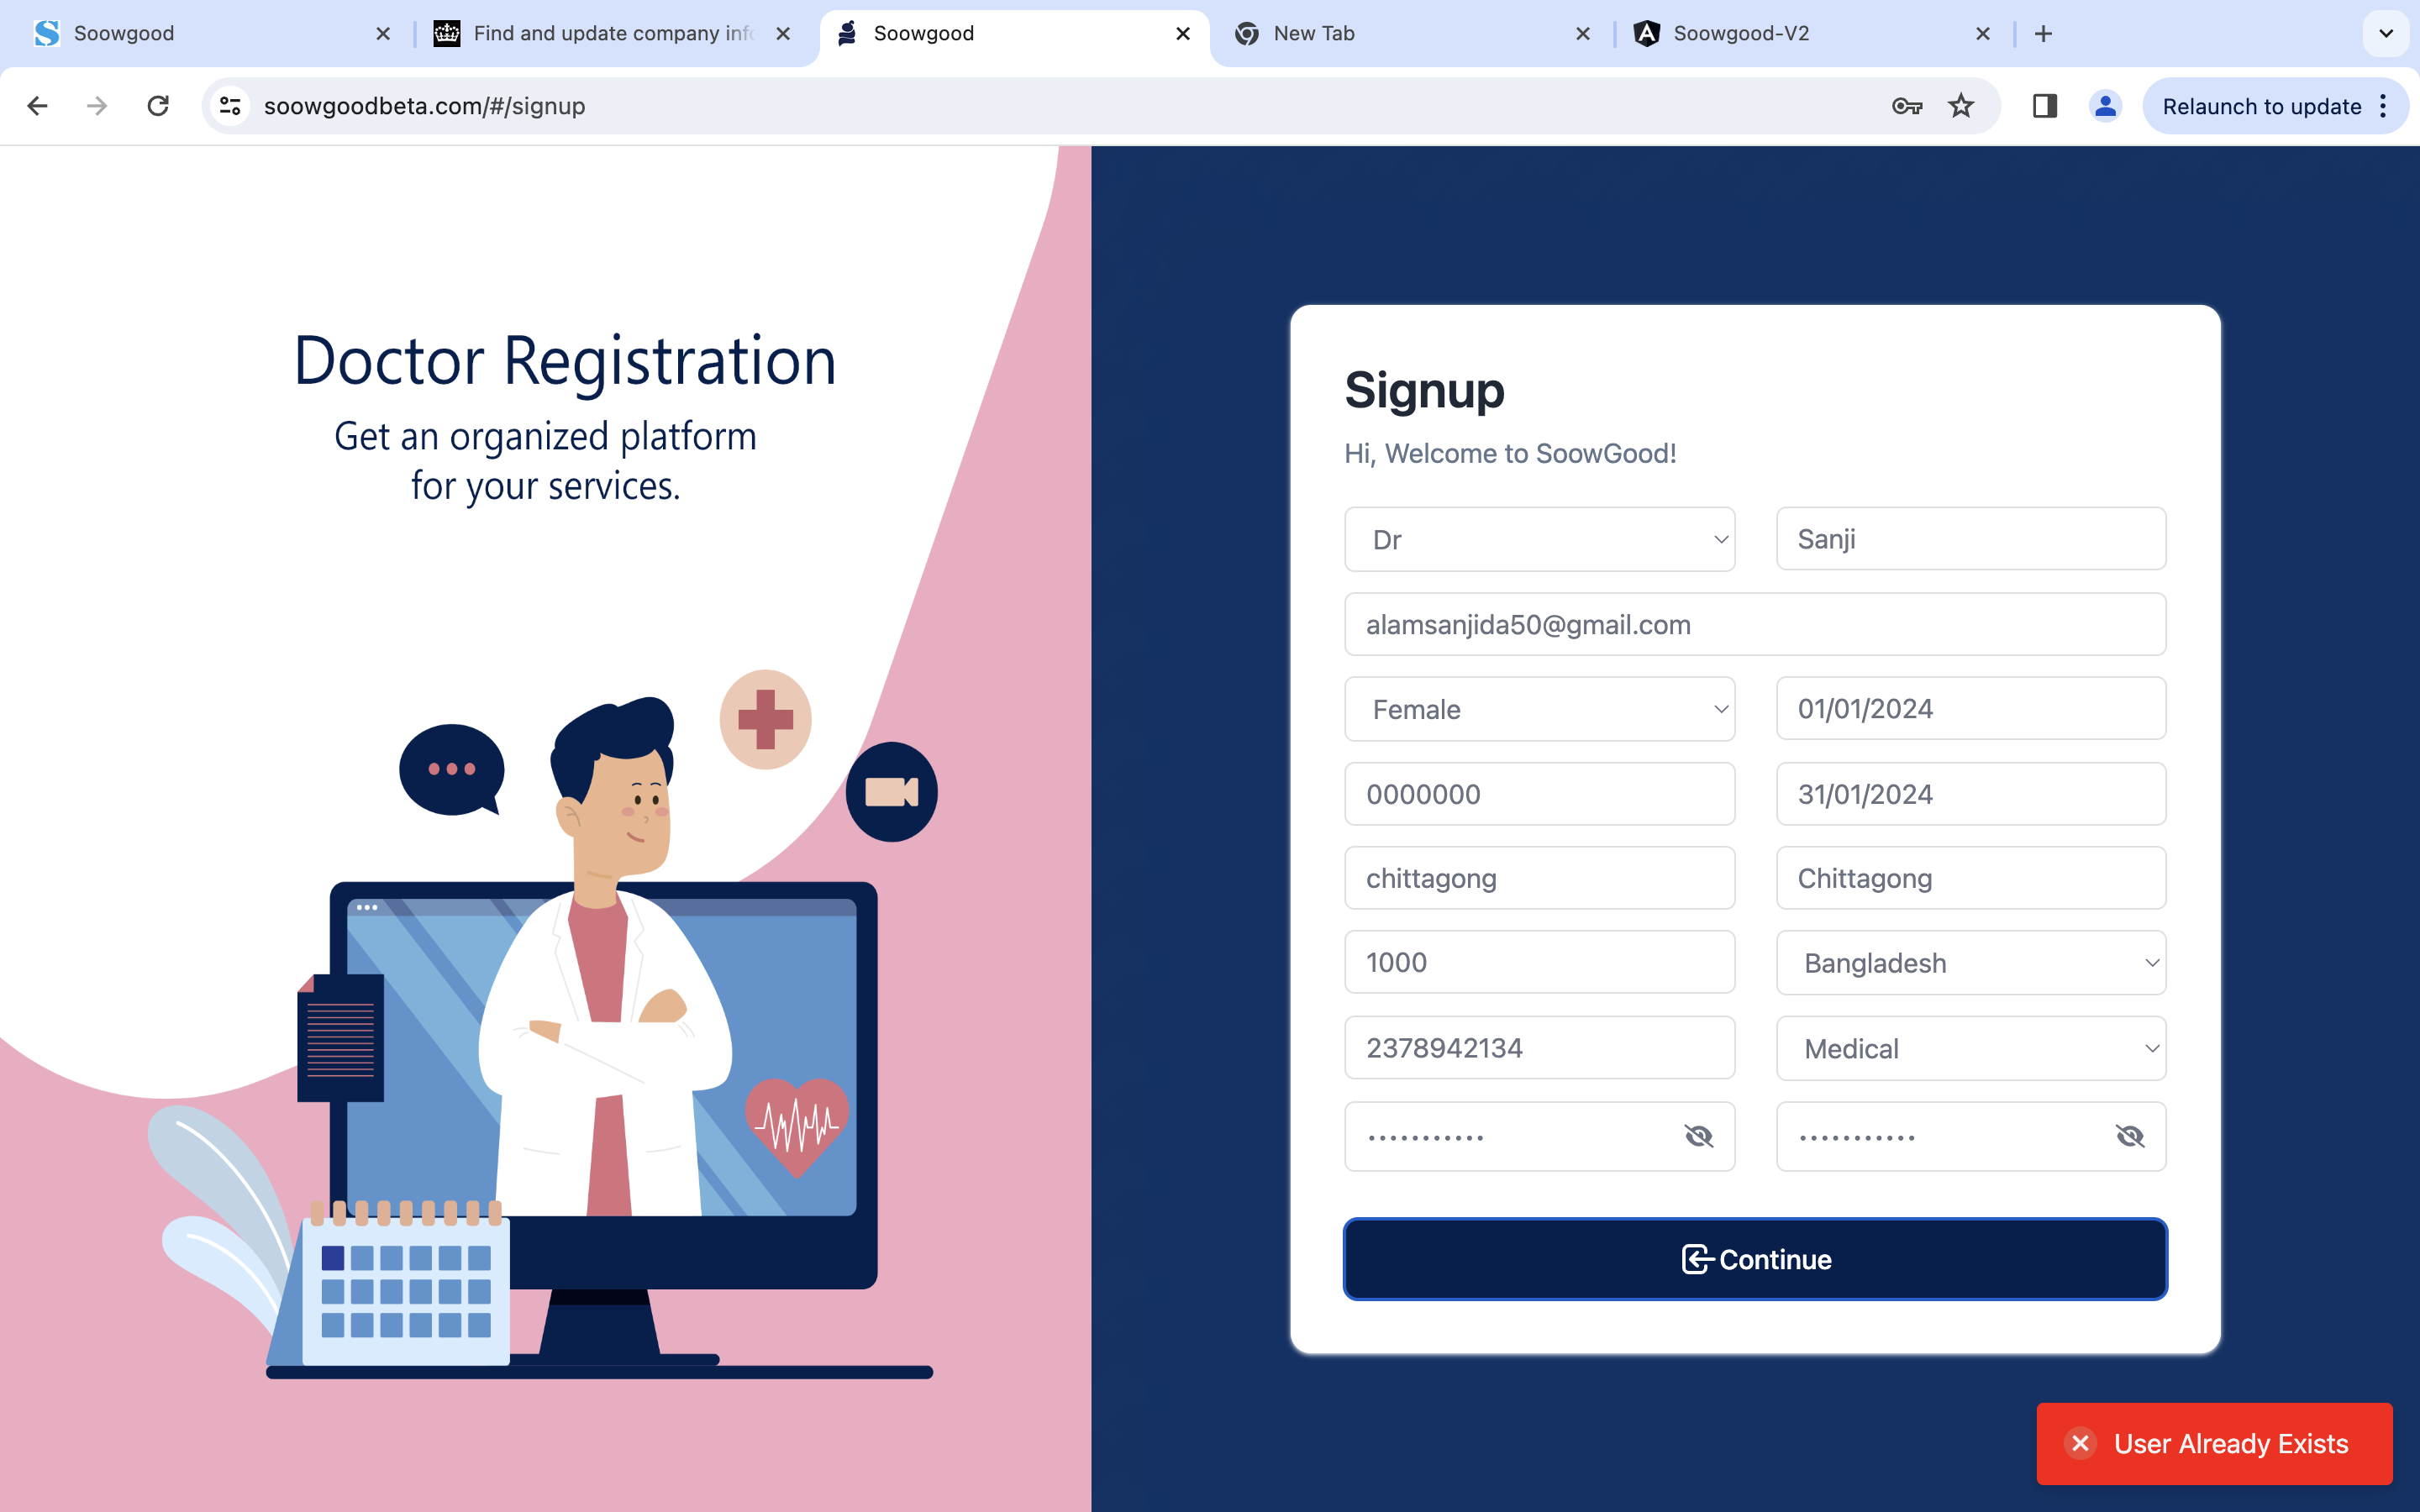 Soowgood
Find and update company info
Soowgood
New Tab
Soowgood-V2
soowgoodbeta.com/#/signup
Relaunch to update
Doctor Registration
Get an organized platform
for your services.
Signup
Hi, Welcome to SoowGood!
Dr
Sanji
alamsanjida50@gmail.com
Female
01/01/2024
0000000
31/01/2024
chittagong
Chittagong
1000
Bangladesh
2378942134
Medical
Continue
User Already Exists